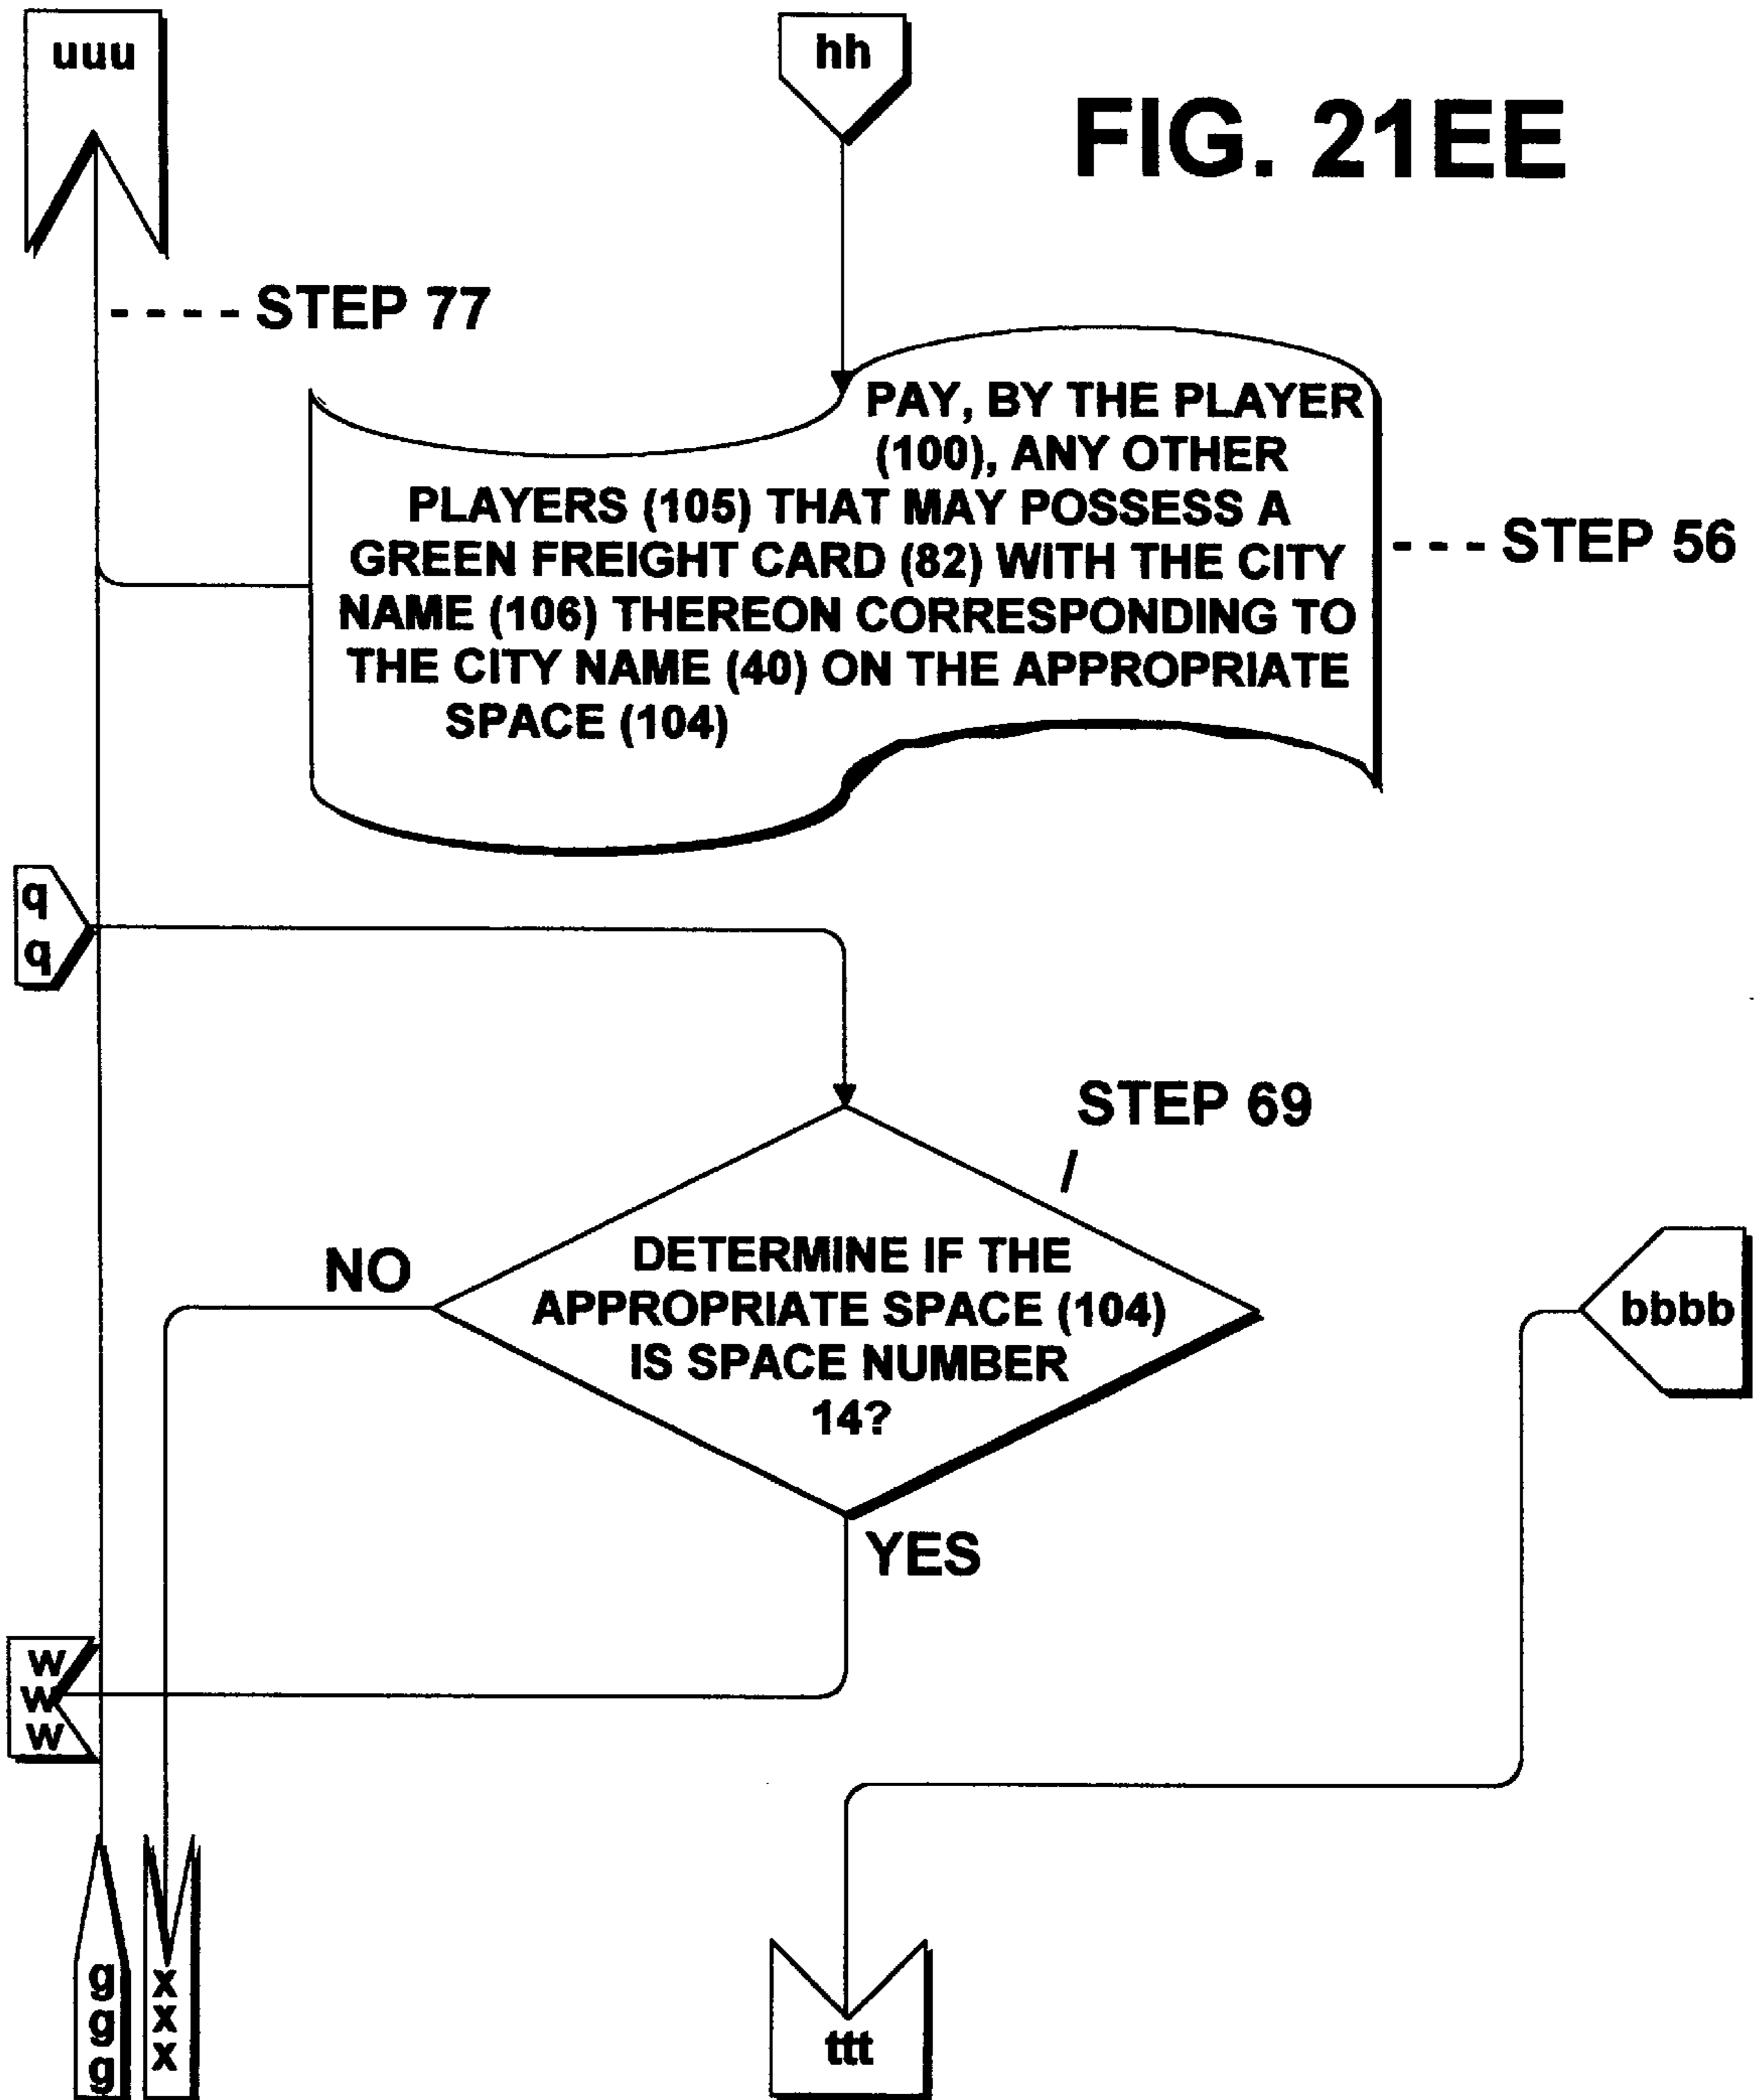 uuu
hh
FIG. 21EE
STEP 77
PAY, BY THE PLAYER
(100), ANY OTHER
PLAYERS (105) THAT MAY POSSESS A
GREEN FREIGHT CARD (82) WITH THE CITY
NAME (106) THEREON CORRESPONDING TO
THE CITY NAME (40) ON THE APPROPRIATE
SPACE (104)
STEP 56
q
q
STEP 69
NO
DETERMINE IF THE
APPROPRIATE SPACE (104)
IS SPACE NUMBER
14?
bbbb
YES
w
w
w
g
g
g
x
x
x
ttt